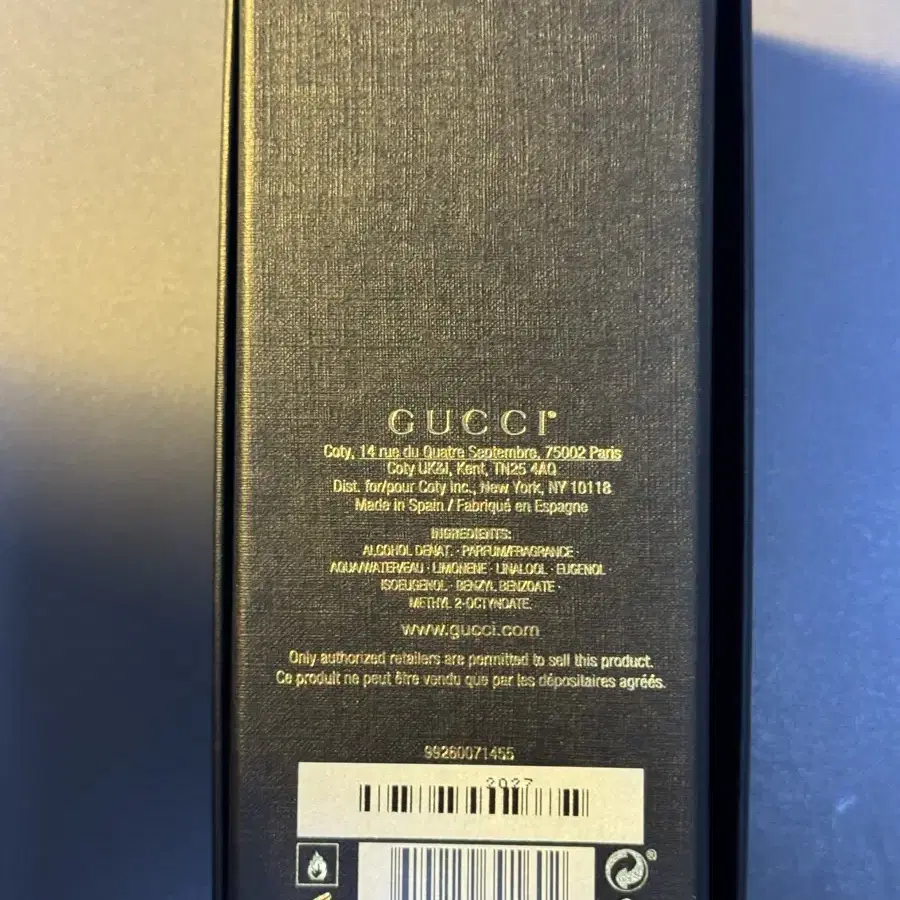 GUCCI
Coty, 14 rue du Quatre Septembre, 75002 Paris
Coty UK&I, Kent, TN25 4AQ
Dist. for/pour Coty Inc., New York, NY 10118
Made in Spain / Fabriqué en Espagne
INGREDIENTS:
ALCOHOL DENAT. · PARFUM/FRAGRANCE ·
AQUA/WATER/EAU · LIMONENE · LINALOOL · EUGENOL
ISOEUGENOL · BENZYL BENZOATE ·
METHYL 2-OCTYNOATE.
www.gucci.com
Only authorized retailers are permitted to sell this product.
Ce produit ne peut être vendu que par les dépositaires agréés.
99260071455
2027